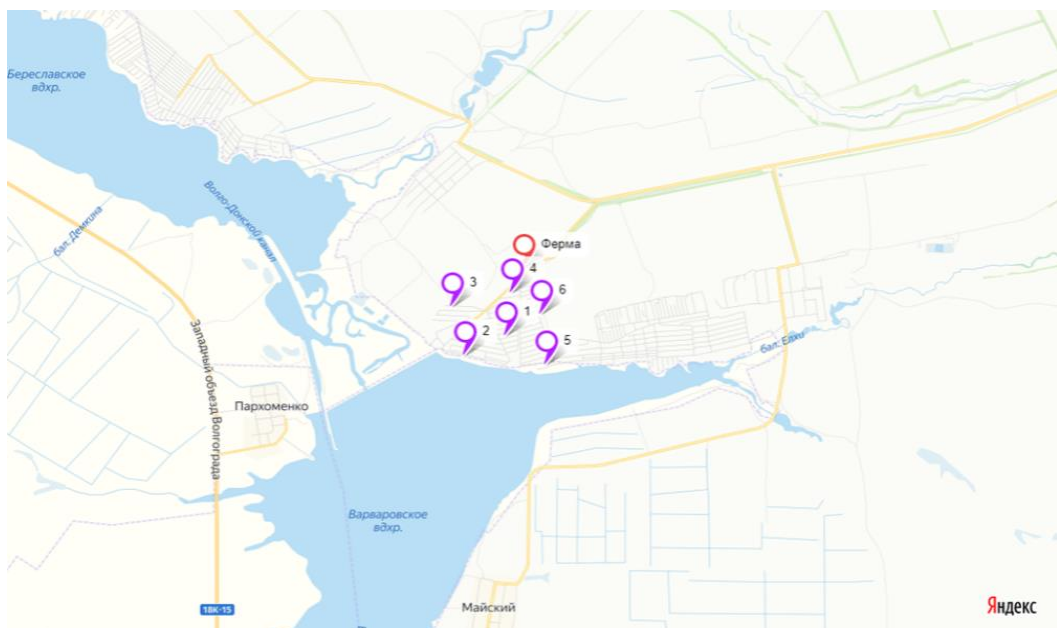 Береславское
вдхр.
Волго-Донской канал
бал. Демкина
Ферма
4
3
6
1
2
5
бал. Елхи
Западный объезд Волгограда
Пархоменко
Варваровское
вдхр.
18К-15
Майский
Яндекс